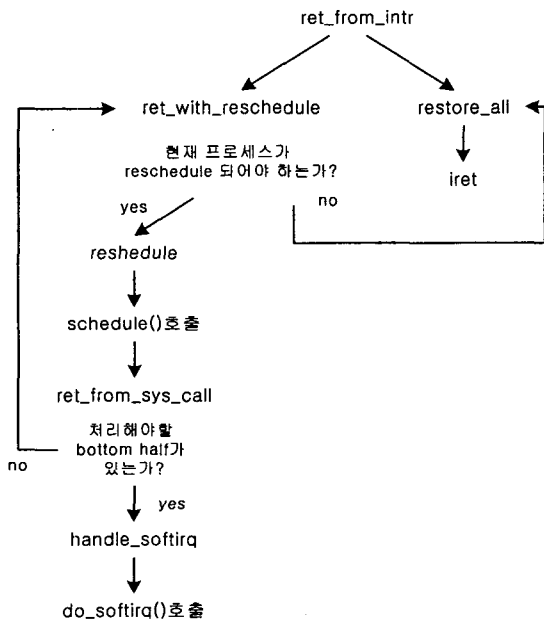 ret_from_intr
ret_with_reschedule
restore_all
현재 프로세스가
reschedule 되어야 하는가?
iret
yes
no
reshedule
schedule()호출
ret_from_sys_call
처리해야할
bottom half가
있는가?
no
yes
handle_softirq
do_softirq()호출